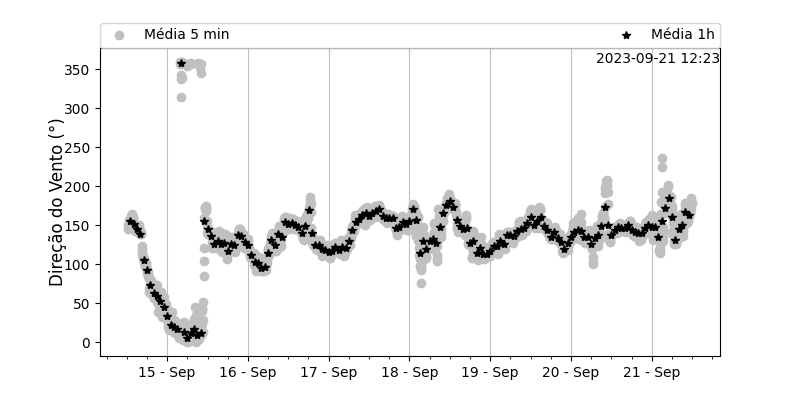 Média 5 min
Média 1h
2023-09-21 12:23
Direção do Vento (°)
350
300
250
200
150
100
50
0
15 - Sep
16 - Sep
17 - Sep
18 - Sep
19 - Sep
20 - Sep
21 - Sep